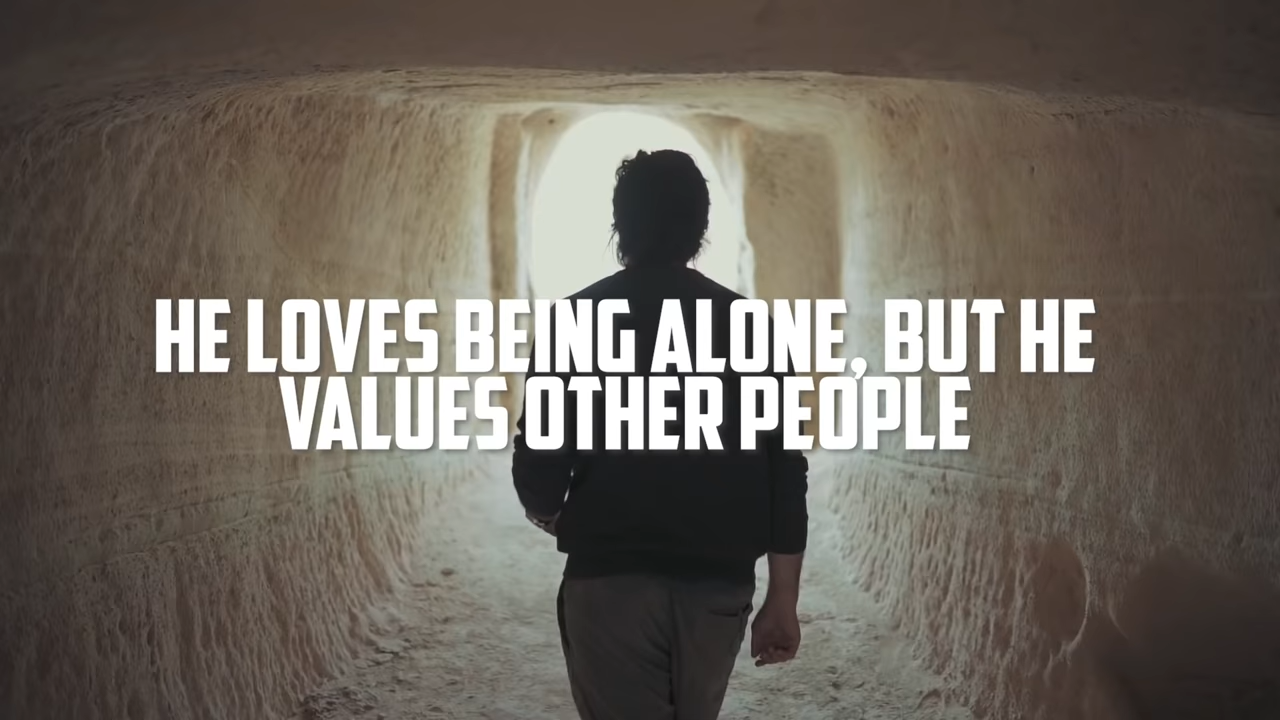 HE LOVES BEING ALONE, BUT HE
VALUES OTHER PEOPLE